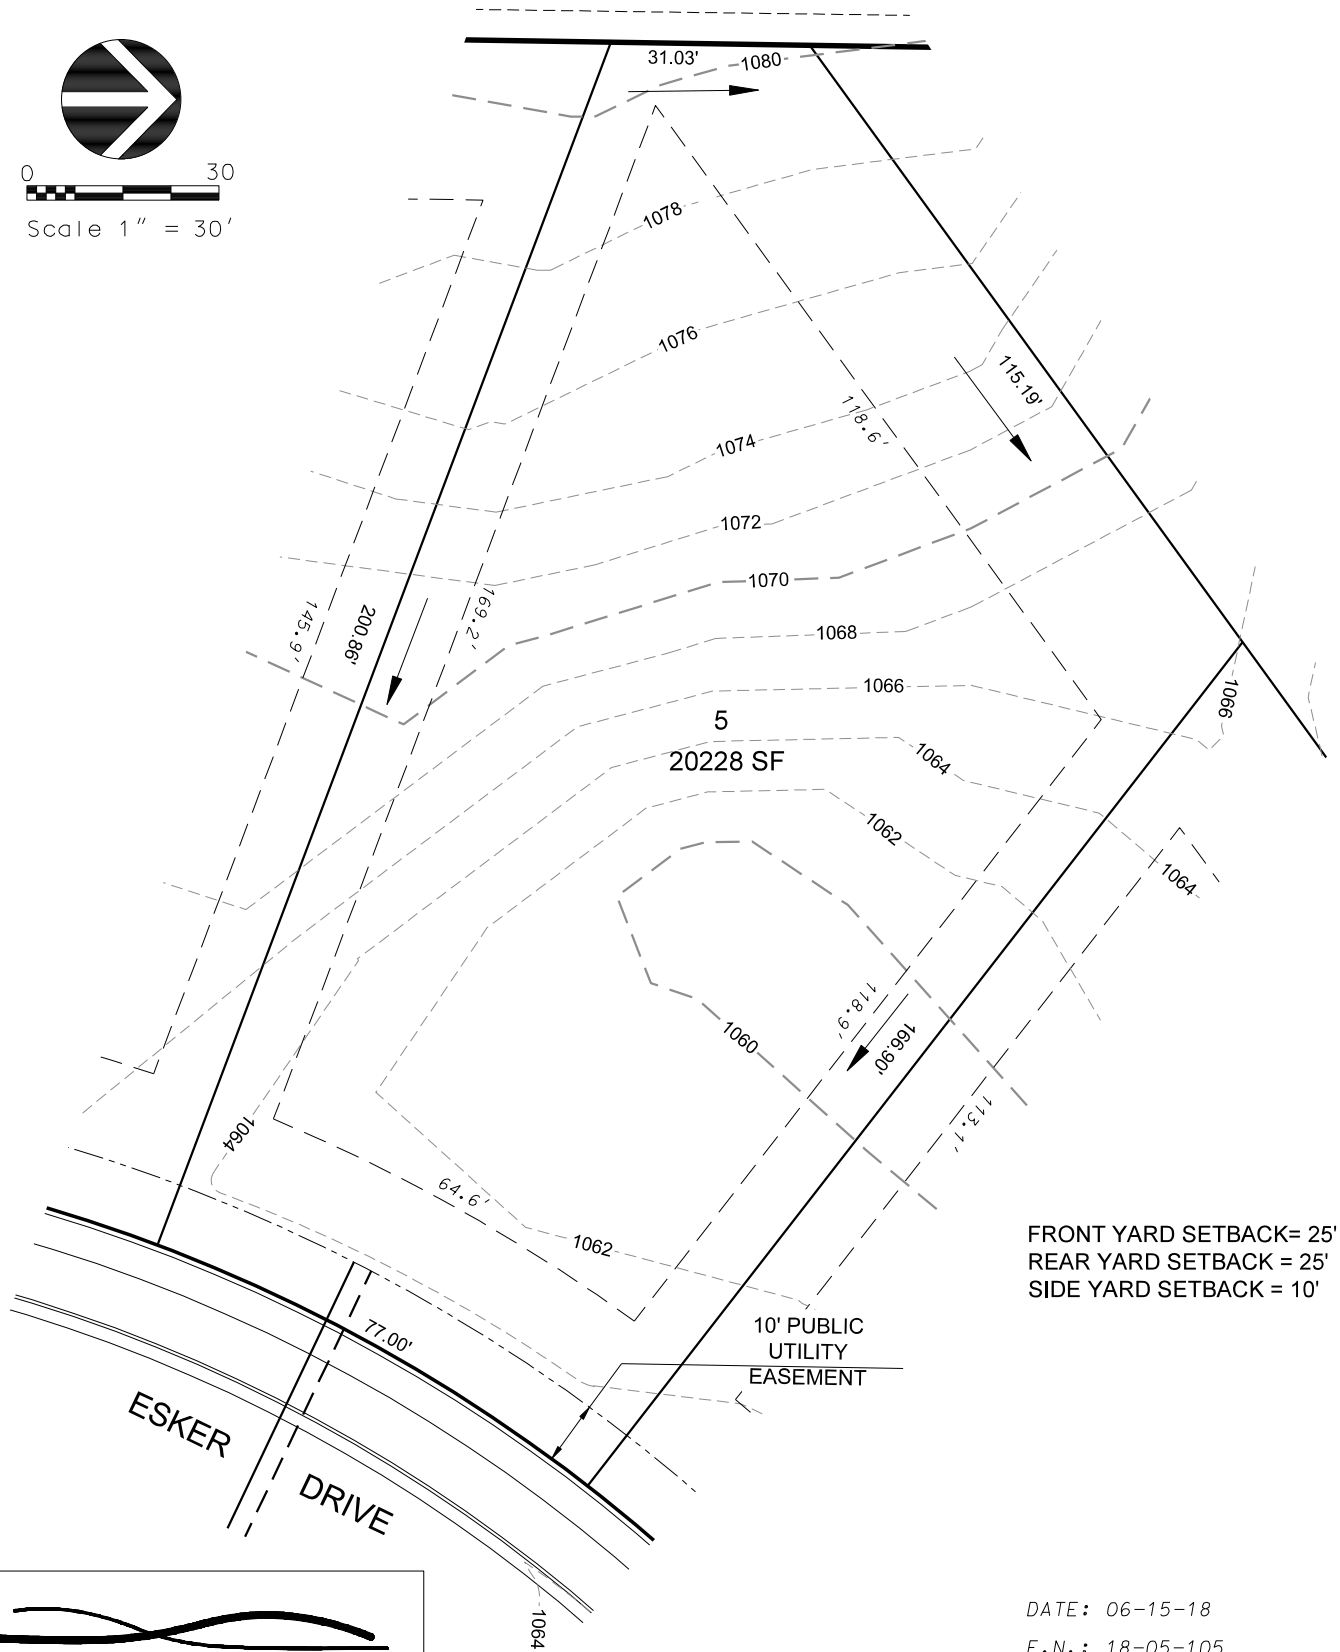 31.03'
1080
0 30
Scale 1" = 30'
1078
1076
115.19'
118.6'
1074
1072
1070
145.9'
200.86'
169.2'
1068
1066
1066
5
20228 SF
1064
1062
1064
118.9'
166.90'
1060
113.1'
1064
64.6'
1062
FRONT YARD SETBACK= 25'
REAR YARD SETBACK = 25'
SIDE YARD SETBACK = 10'
77.00'
10' PUBLIC
UTILITY
EASEMENT
ESKER
DRIVE
1064
DATE: 06-15-18
F.N.: 18-05-105